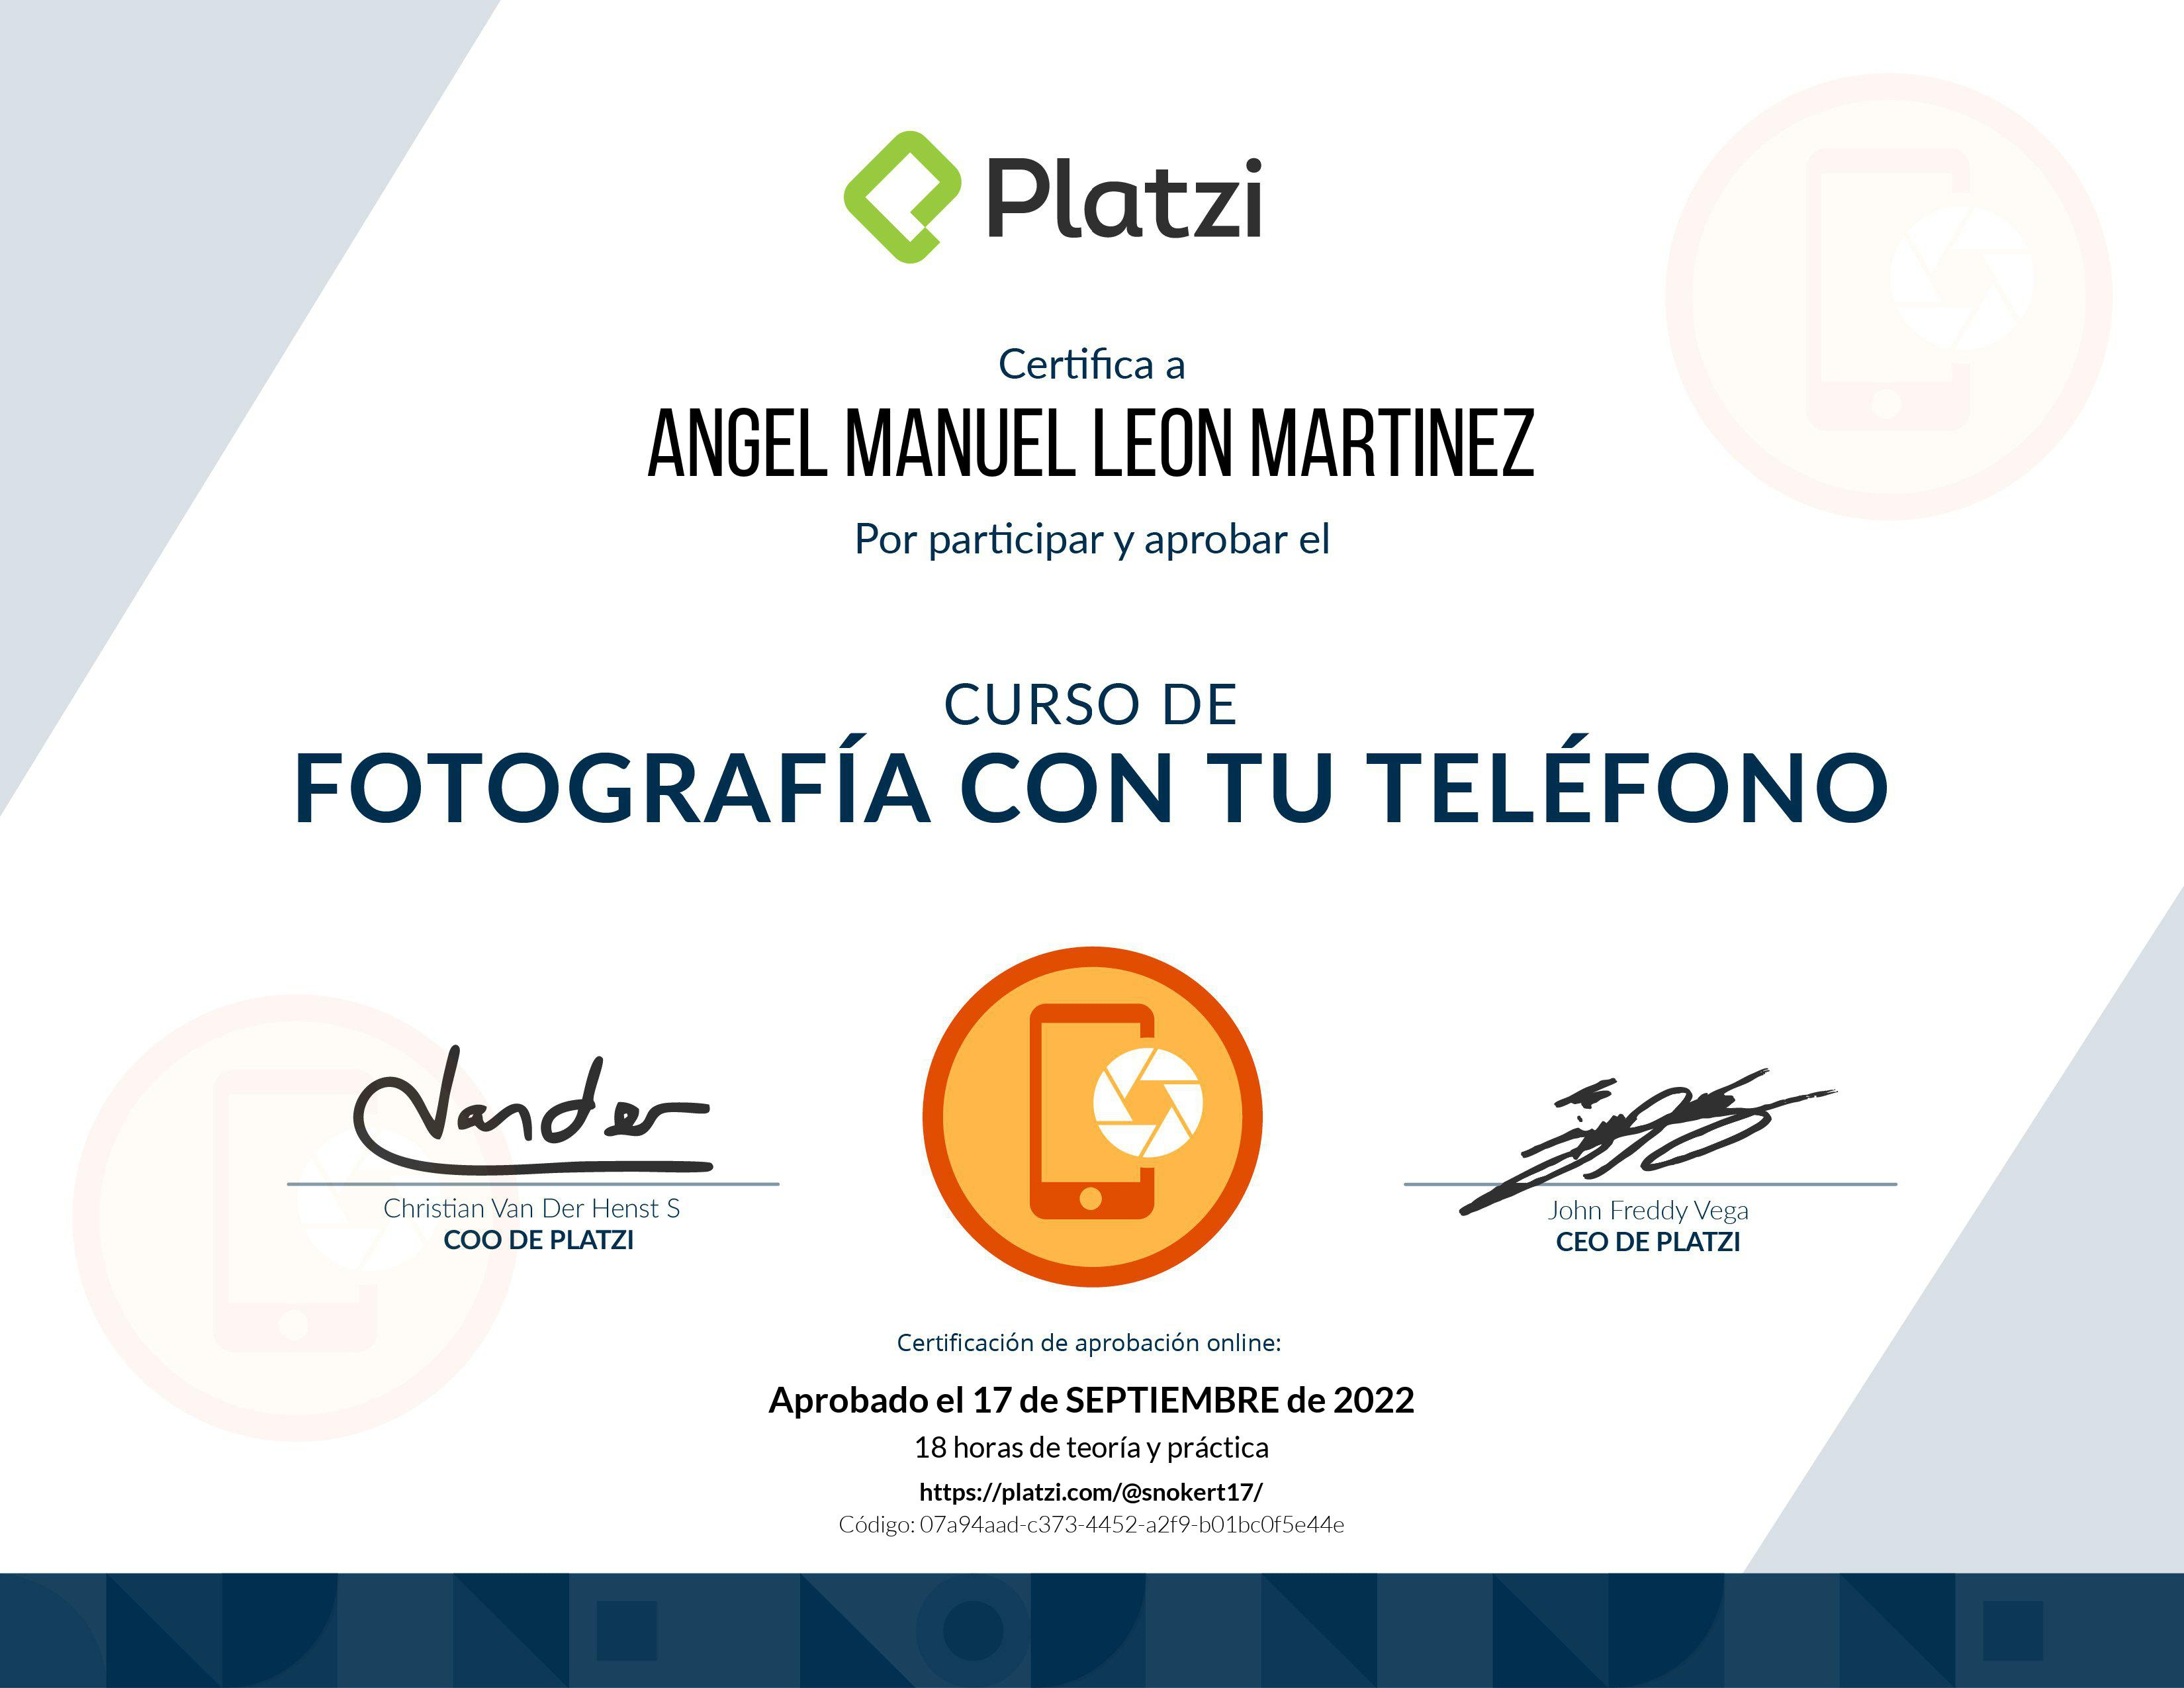 Platzi
Certifica a
ANGEL MANUEL LEON MARTINEZ
Por participar y aprobar el
CURSO DE
FOTOGRAFÍA CON TU TELÉFONO
Vander
Christian Van Der Henst S
COO DE PLATZI
John Freddy Vega
CEO DE PLATZI
Certificación de aprobación online:
Aprobado el 17 de SEPTIEMBRE de 2022
18 horas de teoría y práctica
https://platzi.com/@snokert17/
Código: 07a94aad-c373-4452-a2f9-b01bc0f5e44e